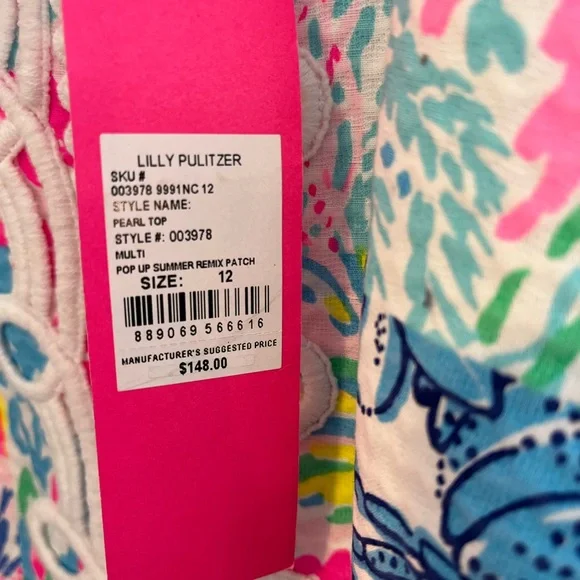 LILLY PULITZER
SKU #
003978 9991NC 12
STYLE NAME:
PEARL TOP
STYLE #: 003978
MULTI
POP UP SUMMER REMIX PATCH
SIZE: 12
889069 566616
MANUFACTURER'S SUGGESTED PRICE
$148.00